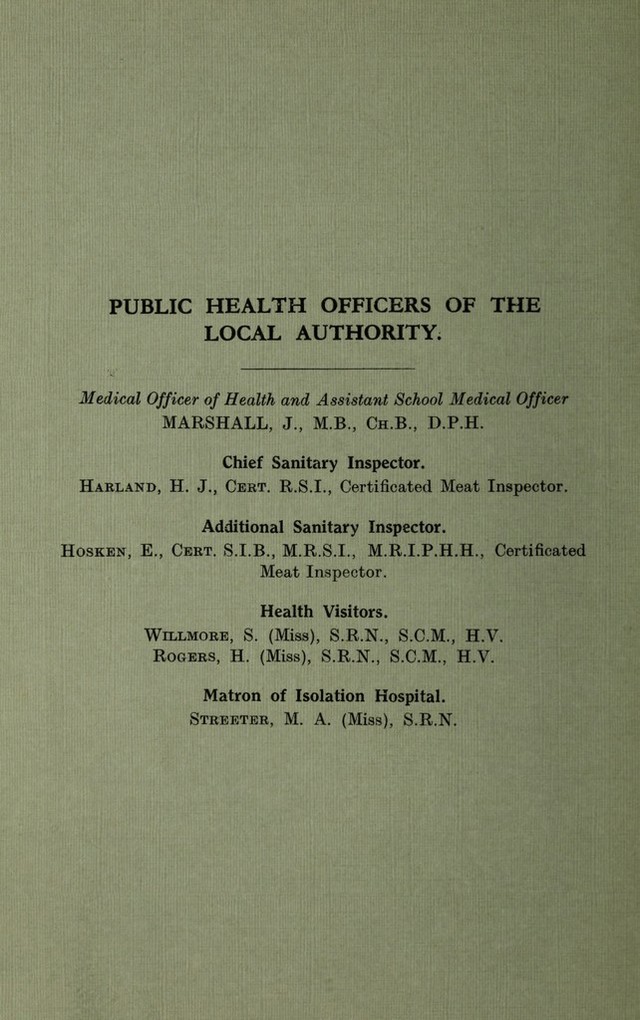 PUBLIC HEALTH OFFICERS OF THE
LOCAL AUTHORITY.
Medical Officer of Health and Assistant School Medical Officer
MARSHALL, J., M.B., CH.B., D.P.H.
Chief Sanitary Inspector.
HARLAND, H. J., CERT. R.S.I., Certificated Meat Inspector.
Additional Sanitary Inspector.
HOSKEN, E., CERT. S.I.B., M.R.S.I., M.R.I.P.H.H., Certificated
Meat Inspector.
Health Visitors.
WILLMORE, S. (Miss), S.R.N., S.C.M., H.V.
ROGERS, H. (Miss), S.R.N., S.C.M., H.V.
Matron of Isolation Hospital.
STREETER, M. A. (Miss), S.R.N.